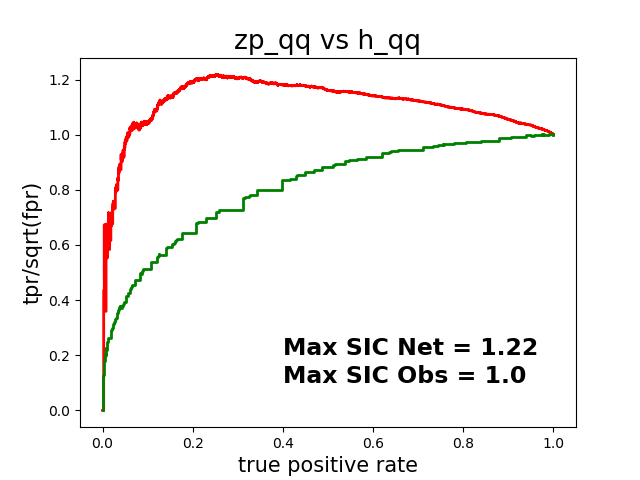 zp_qq vs h_qq
tpr/sqrt(fpr)
1.2
1.0
0.8
0.6
0.4
0.2
0.0
Max SIC Net = 1.22
Max SIC Obs = 1.0
0.0 0.2 0.4 0.6 0.8 1.0
true positive rate